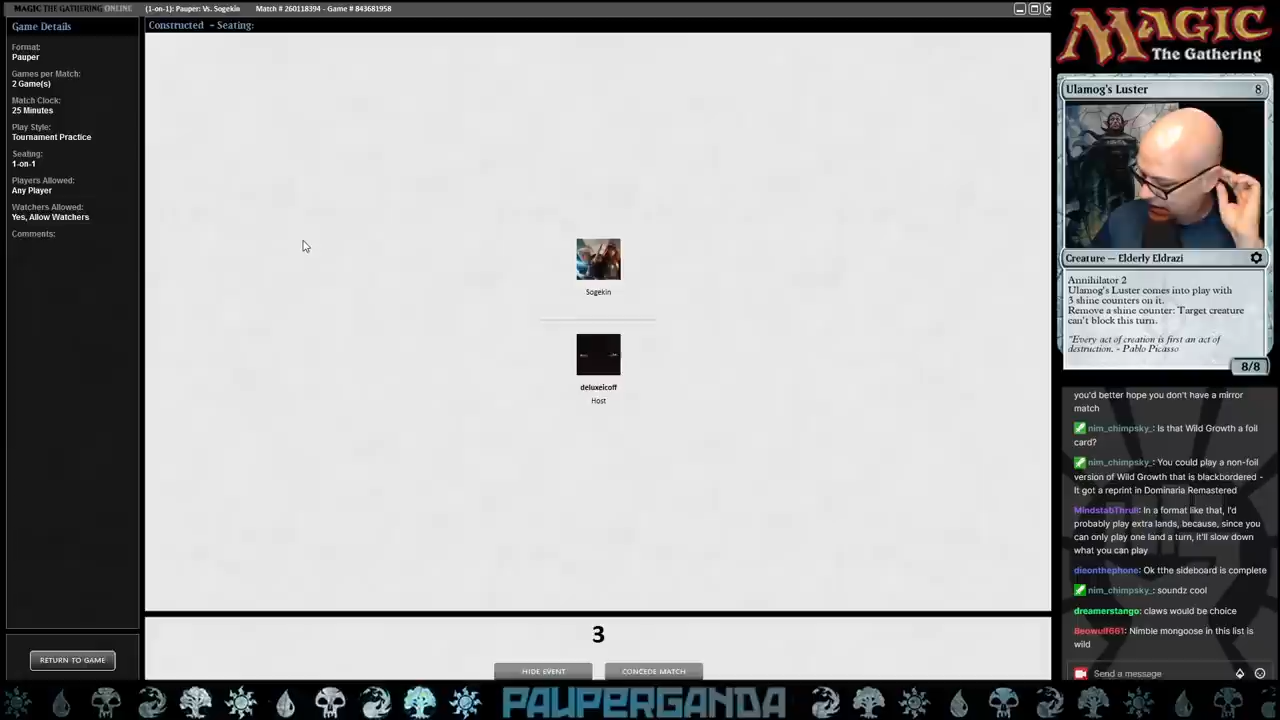 MAGIC THE GATHERING ONLINE
(1-on-1): Pauper: Vs. Sogekin
Match # 260118394 - Game # 843681958
Game Details
Format:
Pauper
Games per Match:
2 Game(s)
Match Clock:
25 Minutes
Play Style:
Tournament Practice
Seating:
1-on-1
Players Allowed:
Any Player
Watchers Allowed:
Yes, Allow Watchers
Comments:
RETURN TO GAME
Constructed - Seating:
Sogekin
deluxeicoff
Host
3
HIDE EVENT
CONCEDE MATCH
MAGIC
The Gathering
Ulamog's Luster 8
Creature — Elderly Eldrazi
Annihilator 2
Ulamog's Luster comes into play with
3 shine counters on it.
Remove a shine counter: Target creature
can't block this turn.
"Every act of creation is first an act of
destruction. - Pablo Picasso
8/8
you'd better hope you don't have a mirror
match
nim_chimpsky_: Is that Wild Growth a foil
card?
nim_chimpsky_: You could play a non-foil
version of Wild Growth that is blackbordered -
It got a reprint in Dominaria Remastered
MindstabThrull: In a format like that, I'd
probably play extra lands, because, since you
can only play one land a turn, it'll slow down
what you can play
dieonthephone: Ok tthe sideboard is complete
nim_chimpsky_: soundz cool
dreamerstango: claws would be choice
Beowuff661: Nimble mongoose in this list is
wild
Send a message
PAUPERGANDA